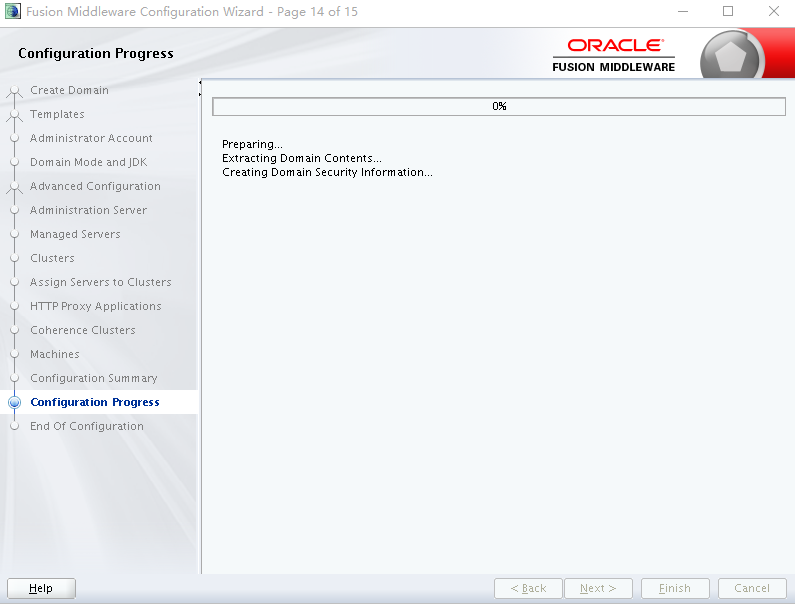 Fusion Middleware Configuration Wizard - Page 14 of 15
Configuration Progress
ORACLE
FUSION MIDDLEWARE
Create Domain
Templates
Administrator Account
Domain Mode and JDK
Advanced Configuration
Administration Server
Managed Servers
Clusters
Assign Servers to Clusters
HTTP Proxy Applications
Coherence Clusters
Machines
Configuration Summary
Configuration Progress
End Of Configuration
0%
Preparing...
Extracting Domain Contents...
Creating Domain Security Information...
Help
< Back
Next >
Finish
Cancel